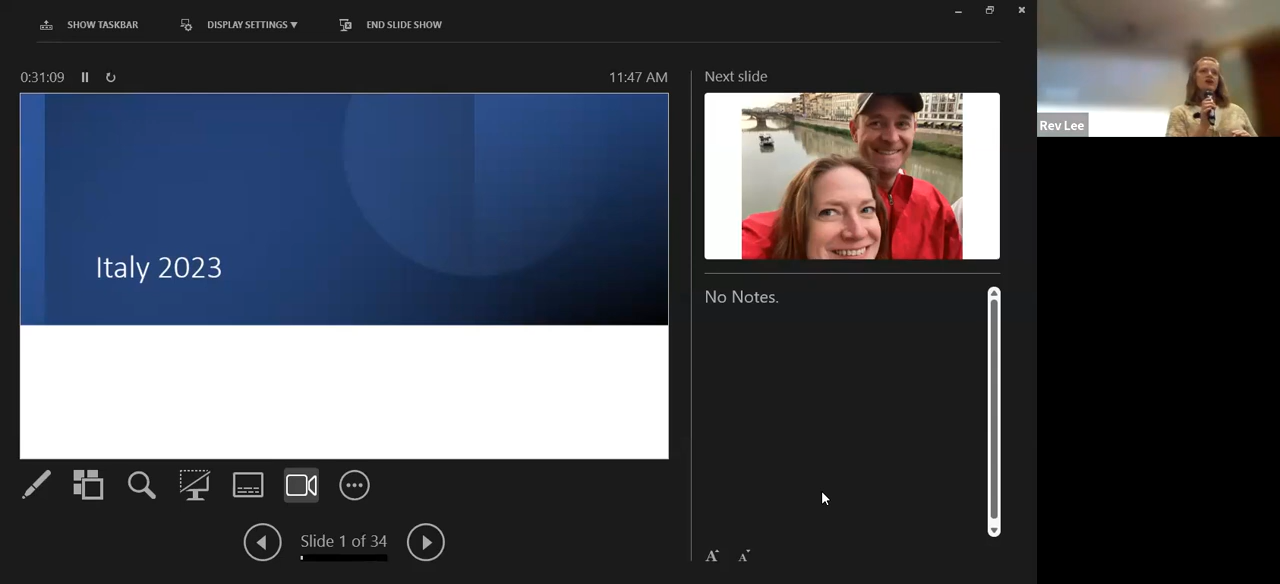 SHOW TASKBAR
DISPLAY SETTINGS
END SLIDE SHOW
0:31:09
11:47 AM
Next slide
Rev Lee
Italy 2023
No Notes.
Slide 1 of 34
A A